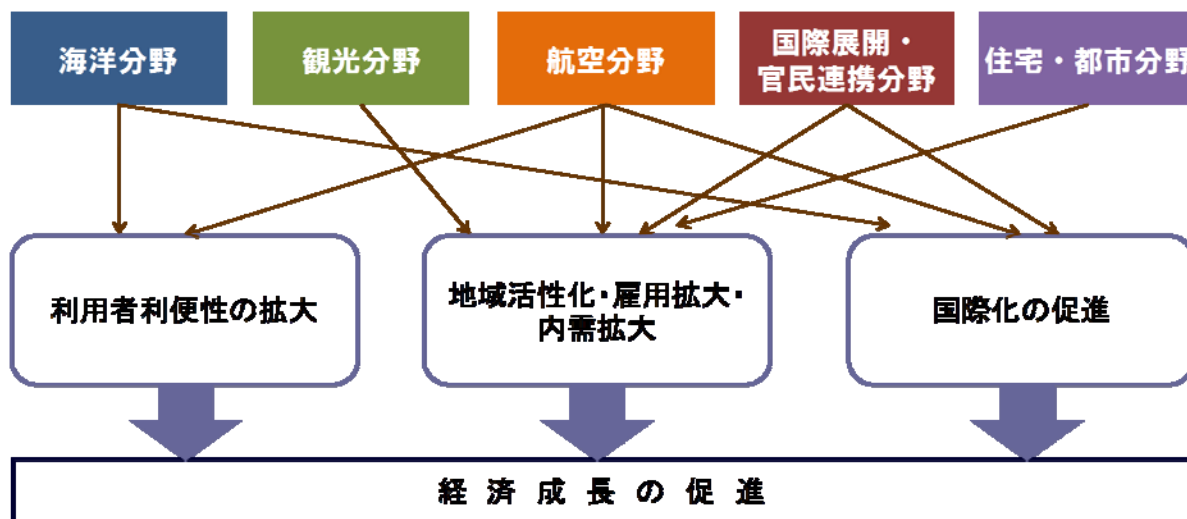 海洋分野
観光分野
航空分野
国際展開・
官民連携分野
住宅・都市分野
利用者利便性の拡大
地域活性化・雇用拡大・
内需拡大
国際化の促進
経済成長の促進